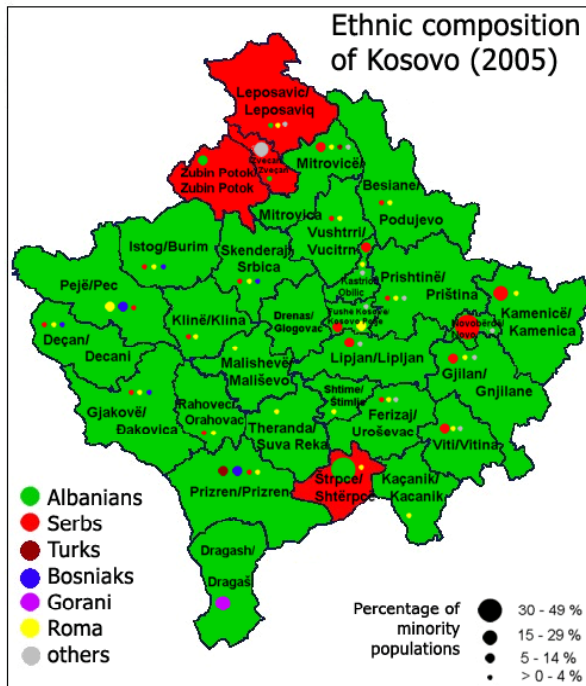 Ethnic composition
of Kosovo (2005)
Leposavic/
Leposaviq
Zvecan/
Zveçan
Zubin Potok/
Zubin Potok
Mitrovicë/
Mitrovica
Besiane/
Podujevo
Vushtrri/
Vucitrn
Istog/Burim
Skenderaj/
Srbica
Pejë/Pec
Kastriot/
Obilic
Prishtinë/
Priština
Kamenicë/
Kamenica
Klinë/Klina
Drenas/
Glogovac
Fushë Kosovë/
Kosovo Polje
Novobërdë/
Novo
Deçan/
Decani
Lipjan/Lipljan
Malishevë/
Mališevo
Gjilan/
Gnjilane
Gjakovë/
Đakovica
Rahovec/
Orahovac
Shtime/
Štimlje
Ferizaj/
Uroševac
Theranda/
Suva Reka
Viti/Vitina
Prizren/Prizren
Štrpce/
Shtërpcë
Kaçanik/
Kacanik
Dragash/
Dragaš
Albanians
Serbs
Turks
Bosniaks
Gorani
Roma
others
Percentage of
minority
populations
30 - 49 %
15 - 29 %
5 - 14 %
> 0 - 4 %